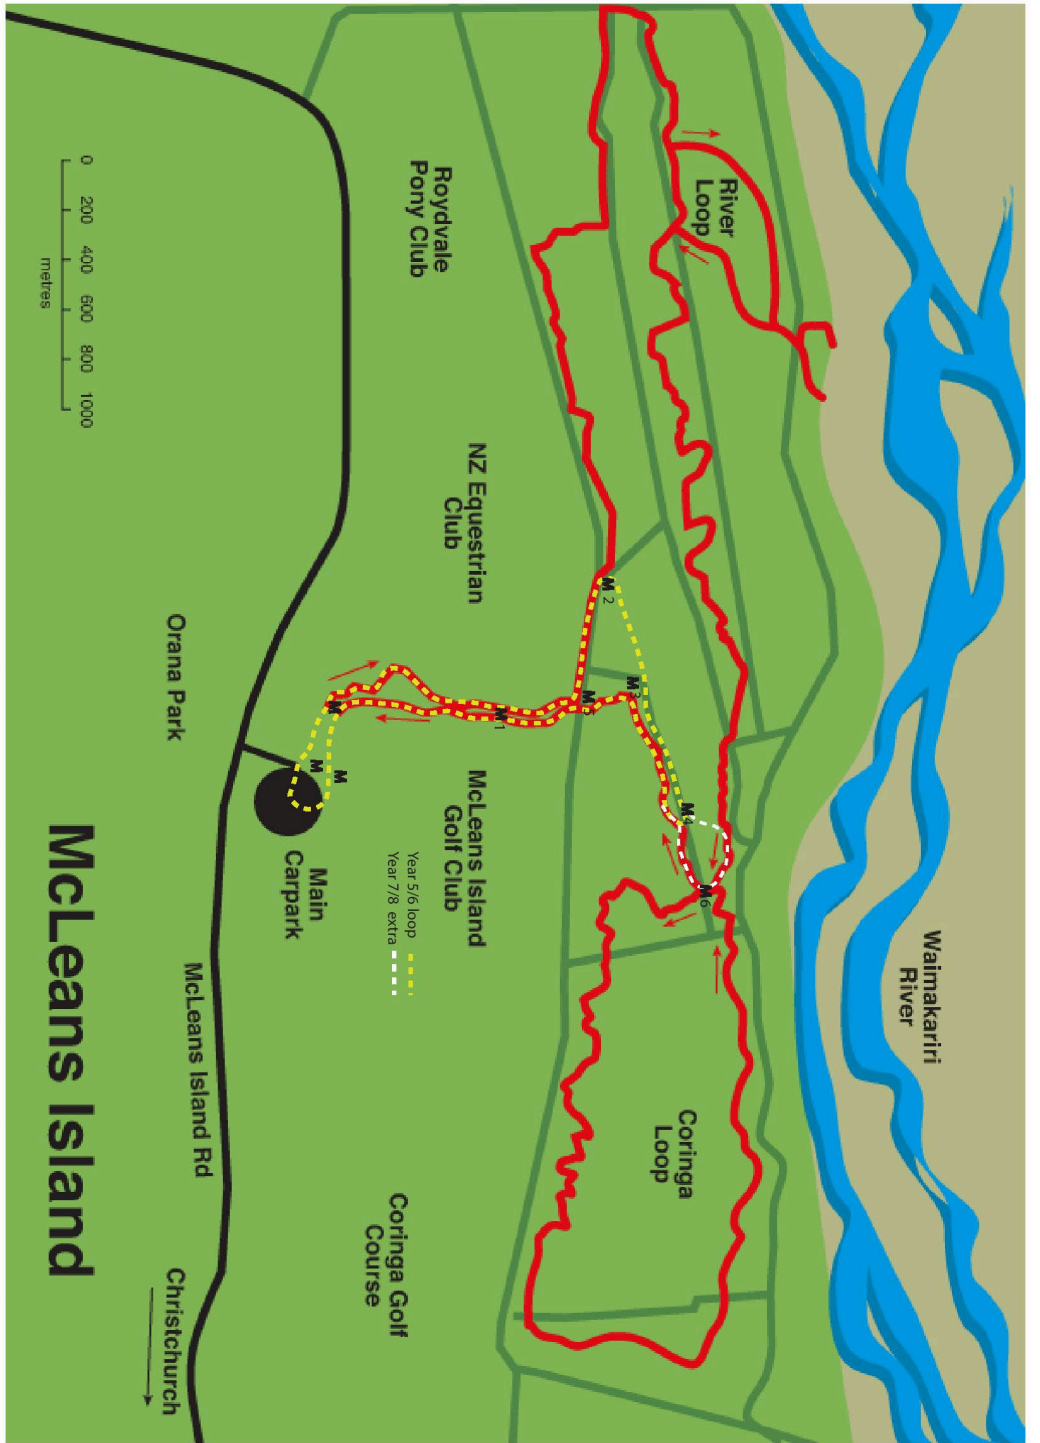 Waimakariri
River
River
Loop
Coringa
Loop
Roydvale
Pony Club
NZ Equestrian
Club
McLeans Island
Golf Club
Coringa Golf
Course
M 2
M 3
M 4
M 5
M 6
M 1
M
M
M
Year 5/6 loop
Year 7/8 extra
Main
Carpark
Orana Park
McLeans Island Rd
Christchurch
0 200 400 600 800 1000
metres
McLeans Island